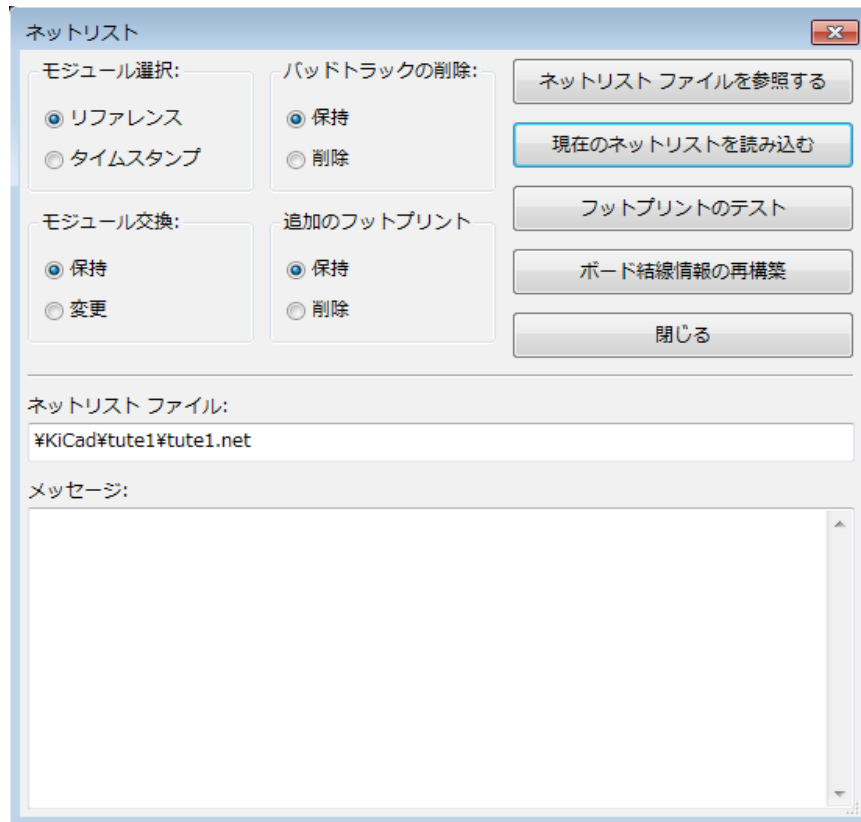 ネットリスト
モジュール選択:
リファレンス
タイムスタンプ
パッドトラックの削除:
保持
削除
モジュール交換:
保持
変更
追加のフットプリント
保持
削除
ネットリスト ファイルを参照する
現在のネットリストを読み込む
フットプリントのテスト
ボード結線情報の再構築
閉じる
ネットリスト ファイル:
¥KiCad¥tute1¥tute1.net
メッセージ: